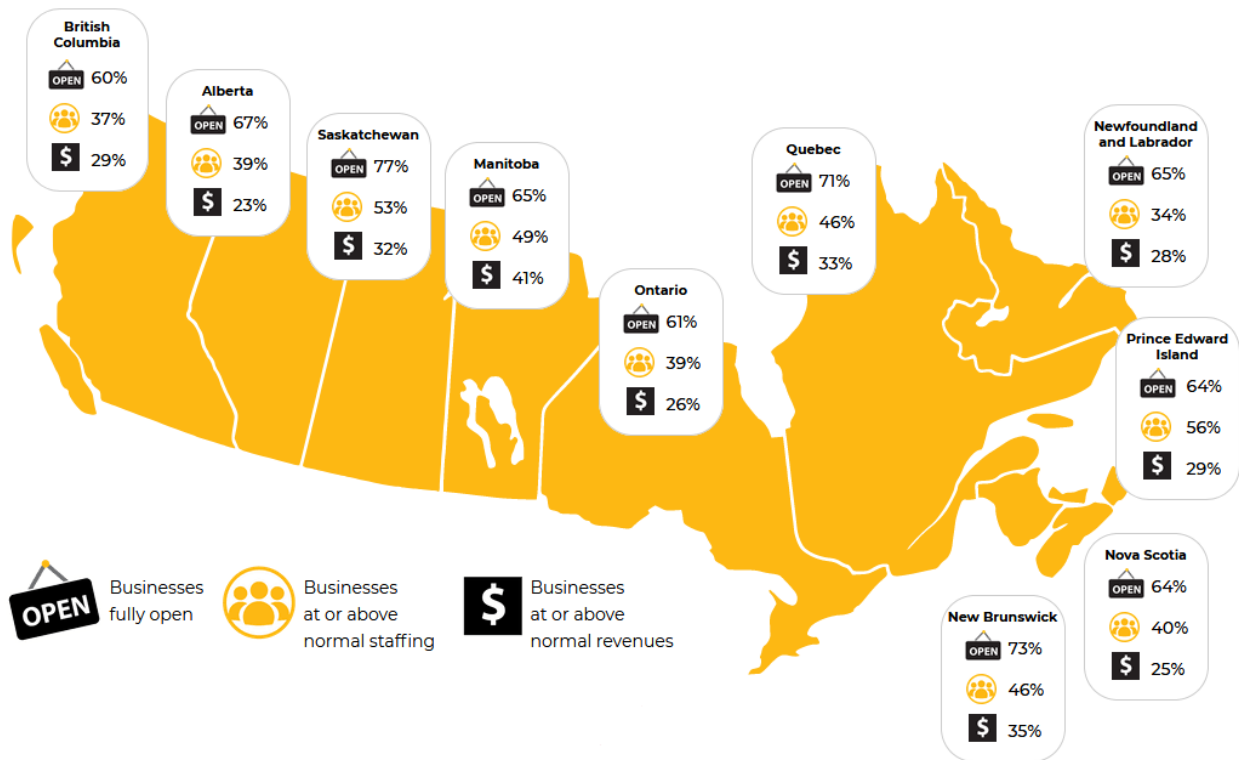 British
Columbia
OPEN 60%
37%
$ 29%
Alberta
OPEN 67%
39%
$ 23%
Saskatchewan
OPEN 77%
53%
$ 32%
Manitoba
OPEN 65%
49%
$ 41%
Ontario
OPEN 61%
39%
$ 26%
Quebec
OPEN 71%
46%
$ 33%
Newfoundland
and Labrador
OPEN 65%
34%
$ 28%
Prince Edward
Island
OPEN 64%
56%
$ 29%
Nova Scotia
OPEN 64%
40%
$ 25%
New Brunswick
OPEN 73%
46%
$ 35%
OPEN
Businesses
fully open
Businesses
at or above
normal staffing
$
Businesses
at or above
normal revenues